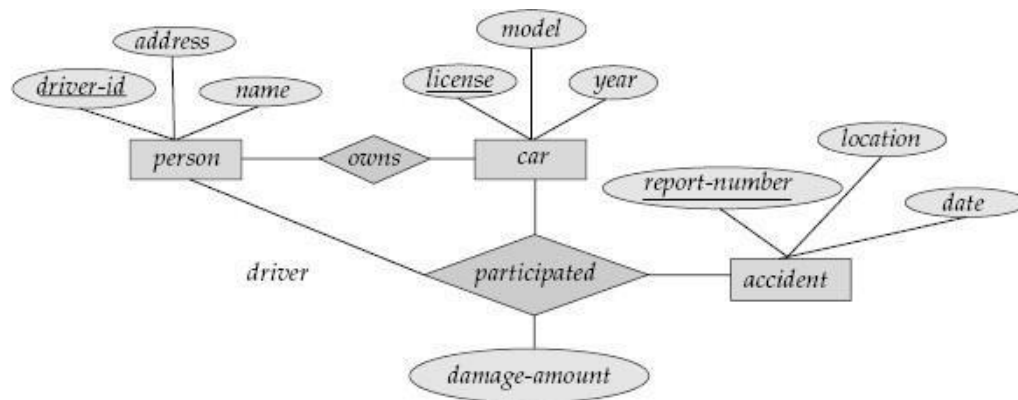 model
address
driver-id
name
license
year
location
person
owns
car
report-number
date
driver
participated
accident
damage-amount